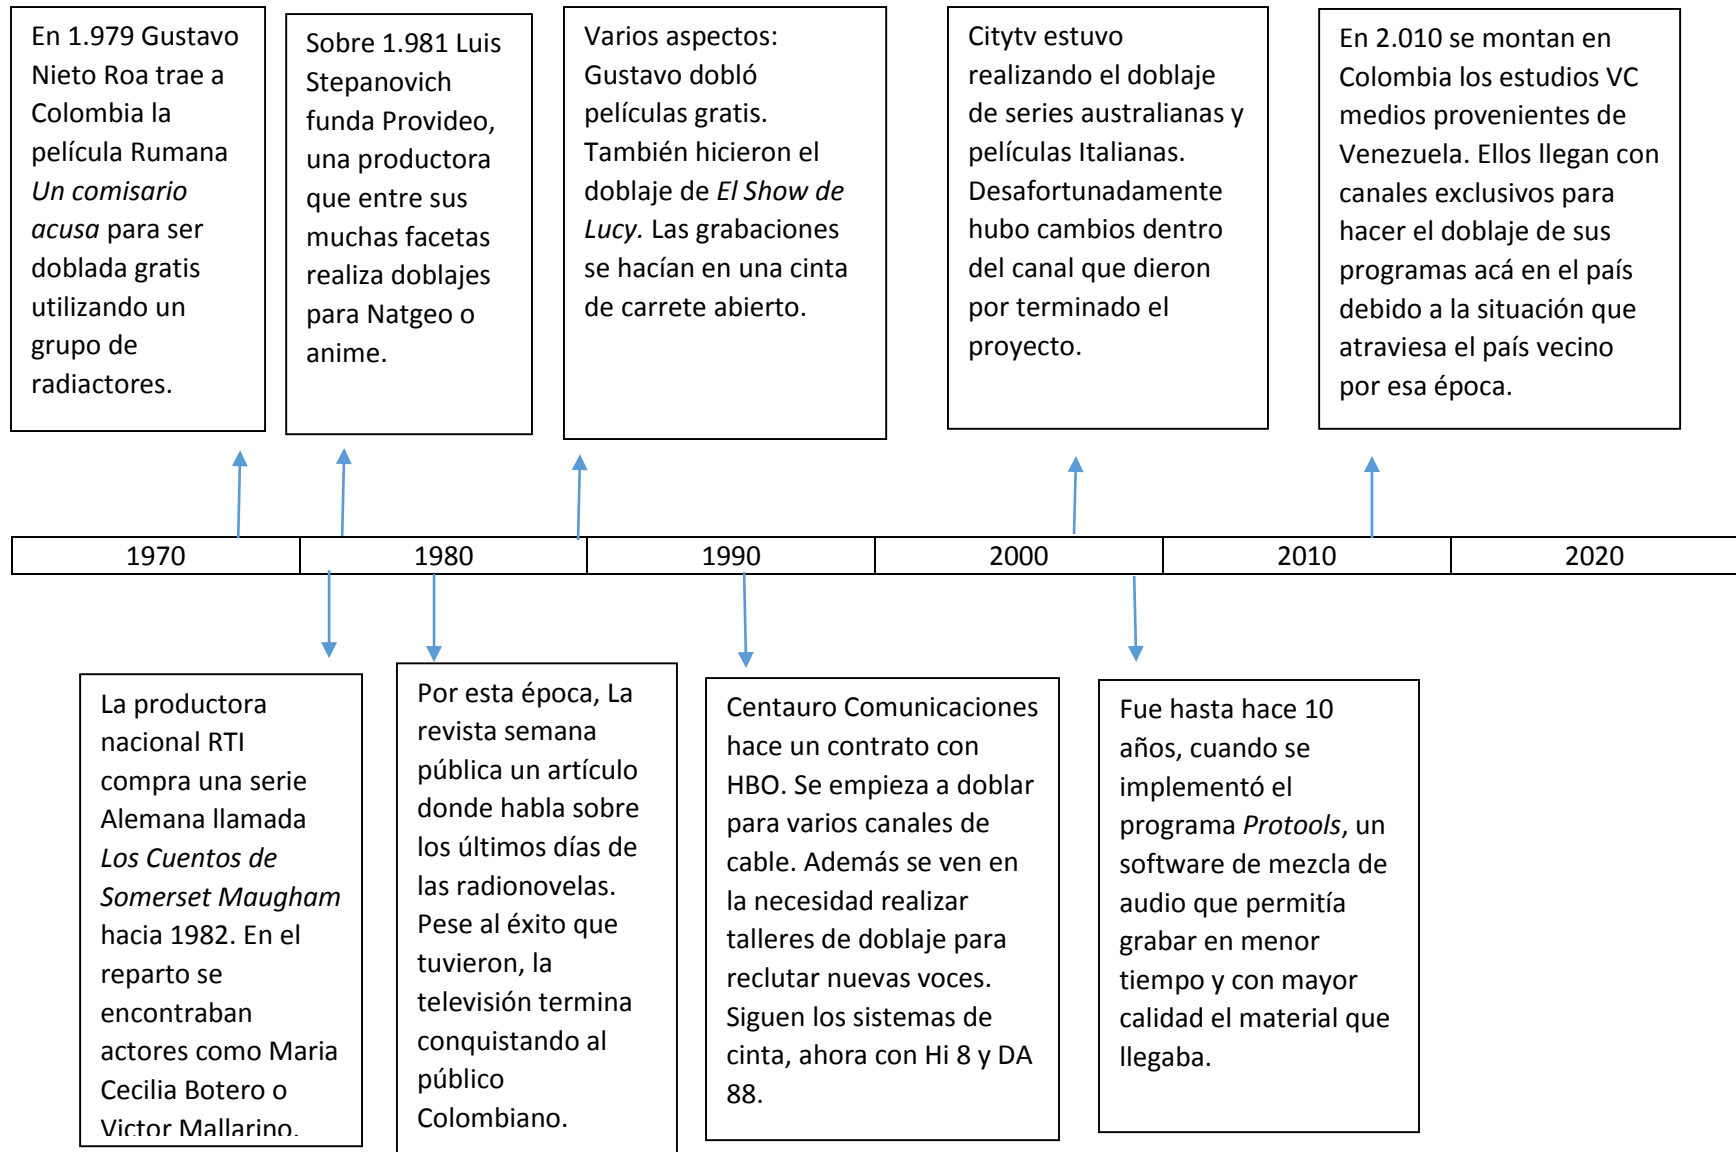 En 1.979 Gustavo
Nieto Roa trae a
Colombia la
película Rumana
Un comisario
acusa para ser
doblada gratis
utilizando un
grupo de
radiactores.
Sobre 1.981 Luis
Stepanovich
funda Provideo,
una productora
que entre sus
muchas facetas
realiza doblajes
para Natgeo o
anime.
Varios aspectos:
Gustavo dobló
películas gratis.
También hicieron el
doblaje de El Show de
Lucy. Las grabaciones
se hacían en una cinta
de carrete abierto.
Citytv estuvo
realizando el doblaje
de series australianas y
películas Italianas.
Desafortunadamente
hubo cambios dentro
del canal que dieron
por terminado el
proyecto.
En 2.010 se montan en
Colombia los estudios VC
medios provenientes de
Venezuela. Ellos llegan con
canales exclusivos para
hacer el doblaje de sus
programas acá en el país
debido a la situación que
atraviesa el país vecino
por esa época.
1970 1980 1990 2000 2010 2020
La productora
nacional RTI
compra una serie
Alemana llamada
Los Cuentos de
Somerset Maugham
hacia 1982. En el
reparto se
encontraban
actores como Maria
Cecilia Botero o
Victor Mallarino.
Por esta época, La
revista semana
pública un artículo
donde habla sobre
los últimos días de
las radionovelas.
Pese al éxito que
tuvieron, la
televisión termina
conquistando al
público
Colombiano.
Centauro Comunicaciones
hace un contrato con
HBO. Se empieza a doblar
para varios canales de
cable. Además se ven en
la necesidad realizar
talleres de doblaje para
reclutar nuevas voces.
Siguen los sistemas de
cinta, ahora con Hi 8 y DA
88.
Fue hasta hace 10
años, cuando se
implementó el
programa Protools, un
software de mezcla de
audio que permitía
grabar en menor
tiempo y con mayor
calidad el material que
llegaba.